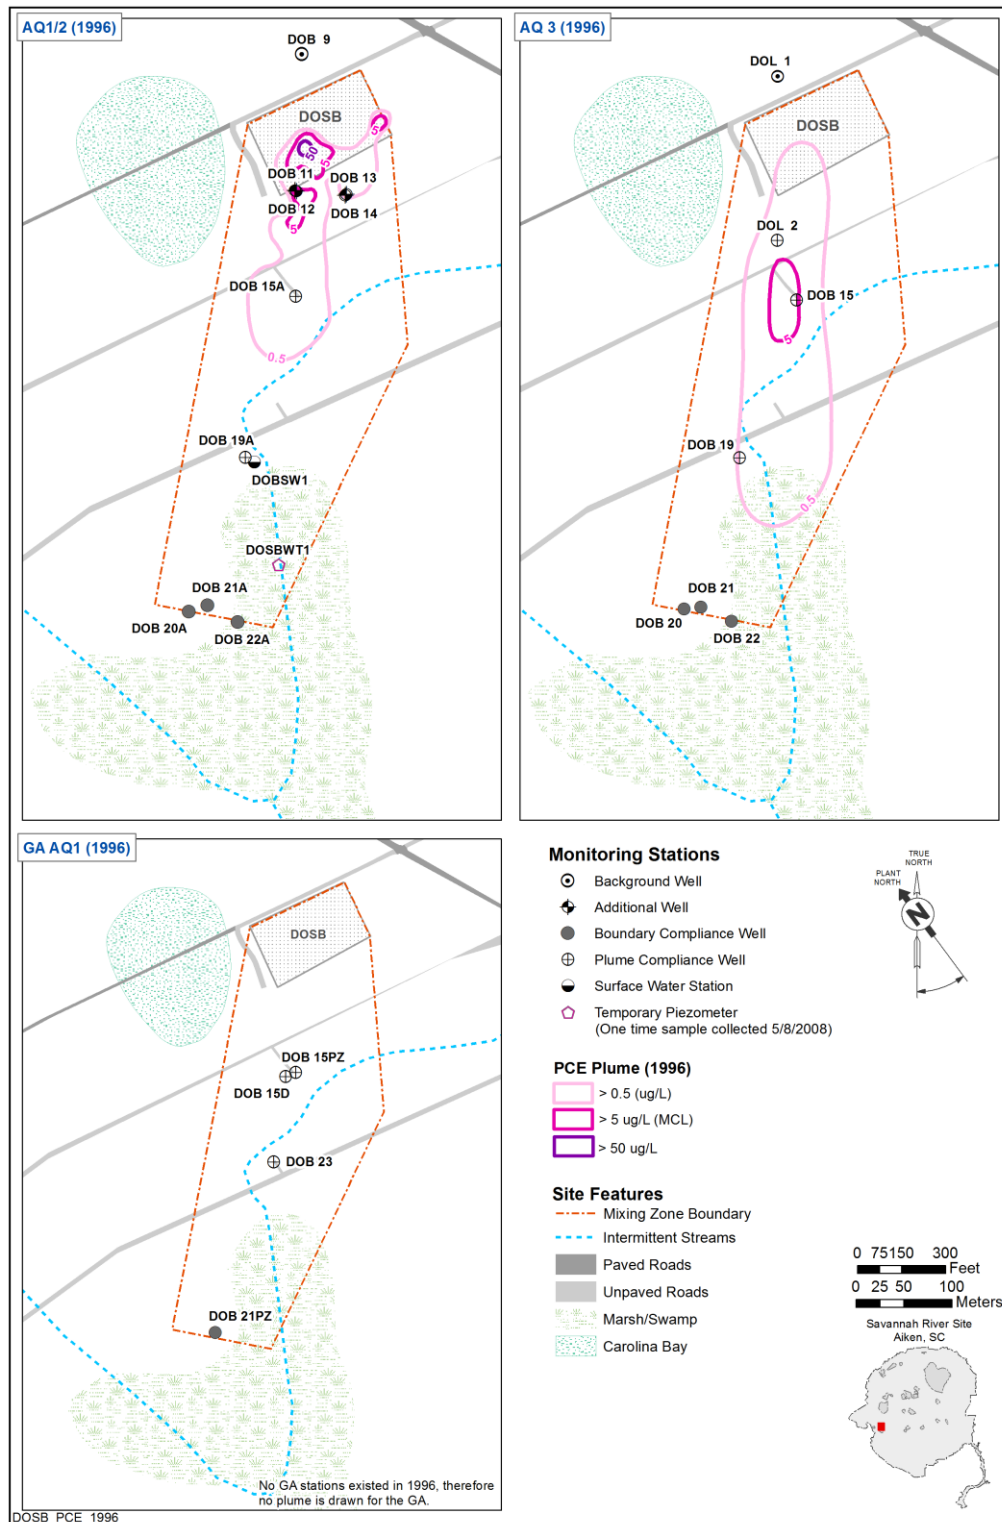 AQ1/2 (1996)
DOB 9
DOSB
5
50
5
DOB 11
DOB 13
DOB 12
DOB 14
5
DOB 15A
0.5
DOB 19A
DOBSW1
DOSBWT1
DOB 21A
DOB 20A
DOB 22A
AQ 3 (1996)
DOL 1
DOSB
DOL 2
DOB 15
5
DOB 19
0.5
DOB 21
DOB 20
DOB 22
GA AQ1 (1996)
DOSB
DOB 15PZ
DOB 15D
DOB 23
DOB 21PZ
No GA stations existed in 1996, therefore
no plume is drawn for the GA.
Monitoring Stations
Background Well
Additional Well
Boundary Compliance Well
Plume Compliance Well
Surface Water Station
Temporary Piezometer
(One time sample collected 5/8/2008)
TRUE
NORTH
PLANT
NORTH
N
PCE Plume (1996)
> 0.5 (ug/L)
> 5 ug/L (MCL)
> 50 ug/L
Site Features
Mixing Zone Boundary
Intermittent Streams
Paved Roads
Unpaved Roads
Marsh/Swamp
Carolina Bay
0 75 150 300
Feet
0 25 50 100
Meters
Savannah River Site
Aiken, SC
DOSB PCE 1996